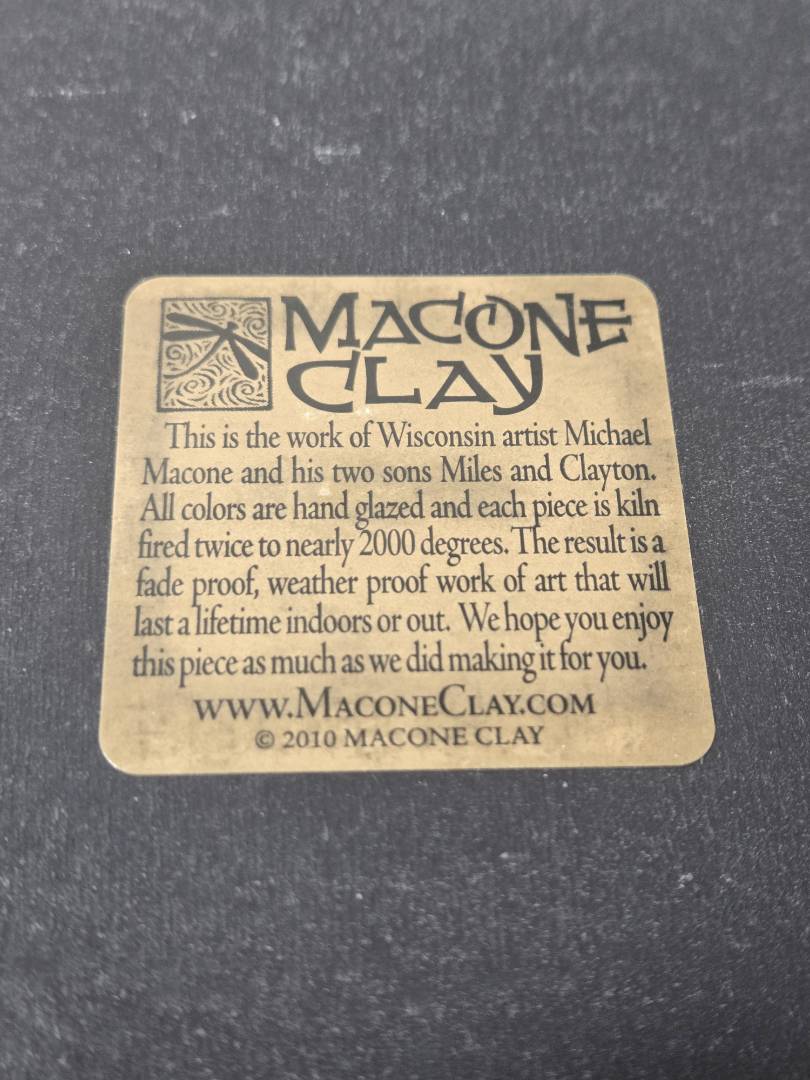 MACONE
CLAY
This is the work of Wisconsin artist Michael
Macone and his two sons Miles and Clayton.
All colors are hand glazed and each piece is kiln
fired twice to nearly 2000 degrees. The result is a
fade proof, weather proof work of art that will
last a lifetime indoors or out. We hope you enjoy
this piece as much as we did making it for you.
WWW.MACONECLAY.COM
© 2010 MACONE CLAY